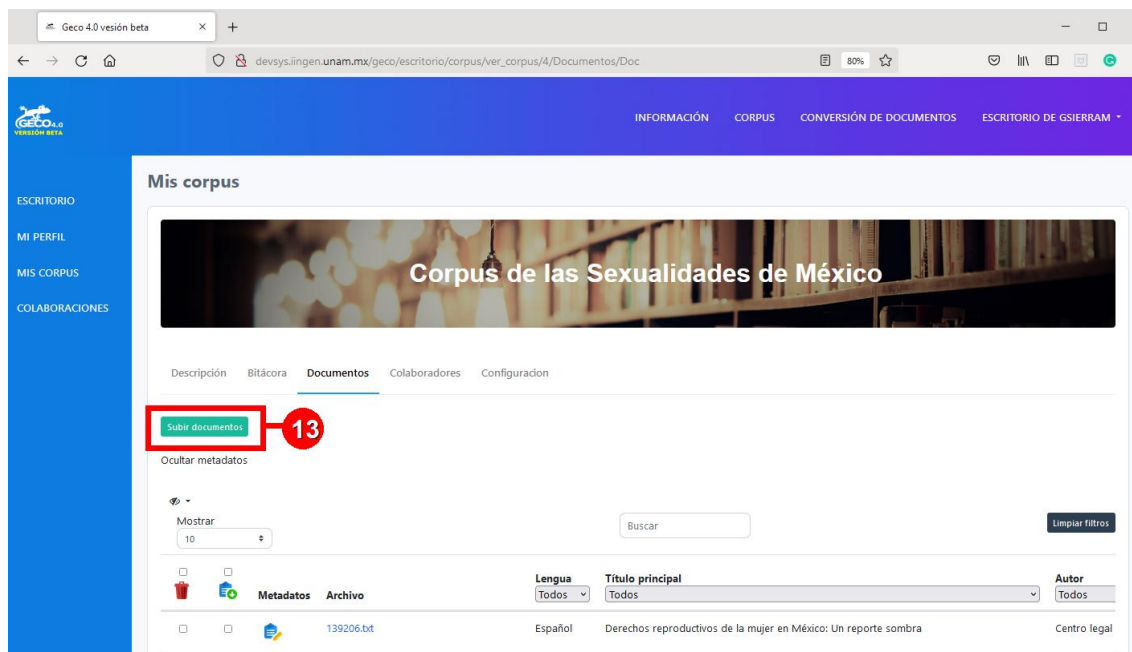 Geco 4.0 vesión beta
devsys.iingen.unam.mx/geco/escritorio/corpus/ver_corpus/4/Documentos/Doc
80%
GECO4.0
VERSIÓN BETA
INFORMACIÓN CORPUS CONVERSIÓN DE DOCUMENTOS ESCRITORIO DE GSIERRAM
ESCRITORIO
MI PERFIL
MIS CORPUS
COLABORACIONES
Mis corpus
Corpus de las Sexualidades de México
Descripción Bitácora Documentos Colaboradores Configuracion
Subir documentos
13
Ocultar metadatos
Mostrar
10
Buscar
Limpiar filtros
Metadatos Archivo
Lengua
Todos
Título principal
Todos
Autor
Todos
139206.txt Español Derechos reproductivos de la mujer en México: Un reporte sombra Centro legal